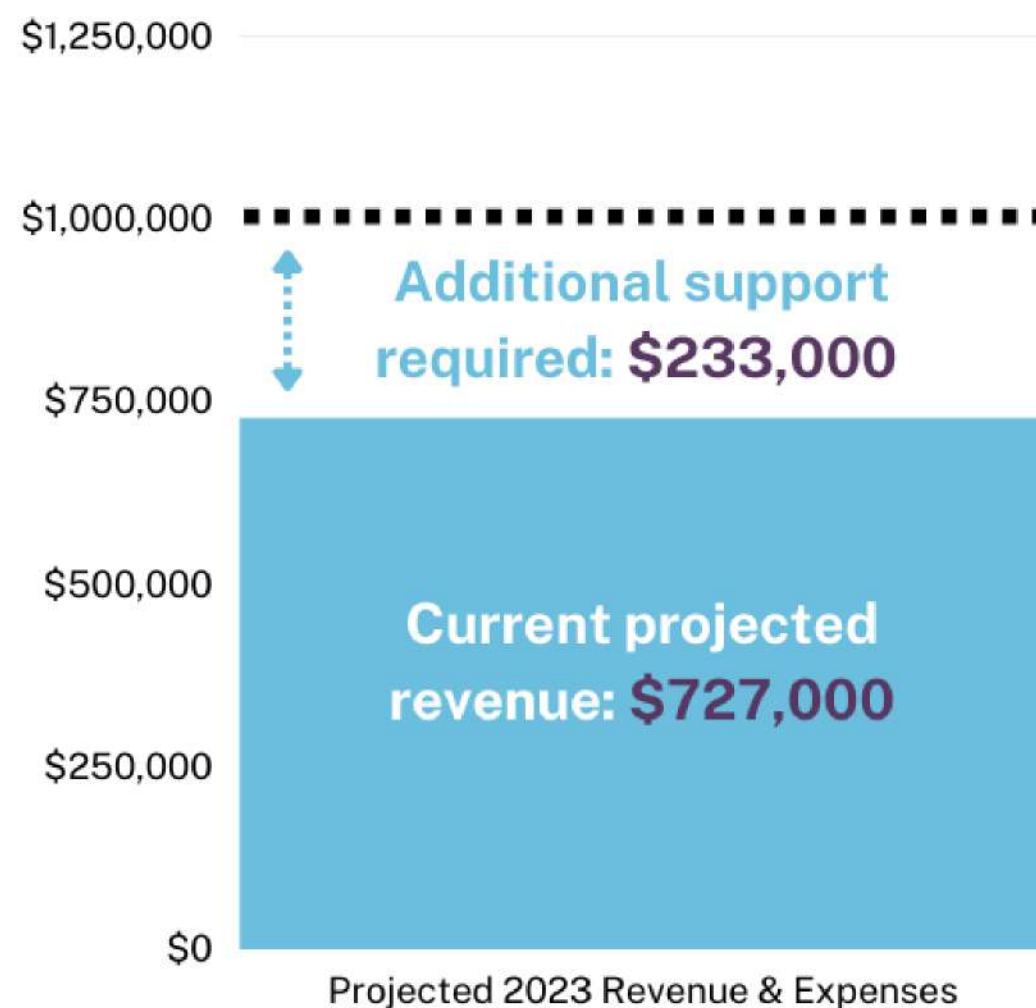 $1,250,000
$1,000,000
Additional support
required: $233,000
$750,000
$500,000
Current projected
revenue: $727,000
$250,000
$0
Projected 2023 Revenue & Expenses